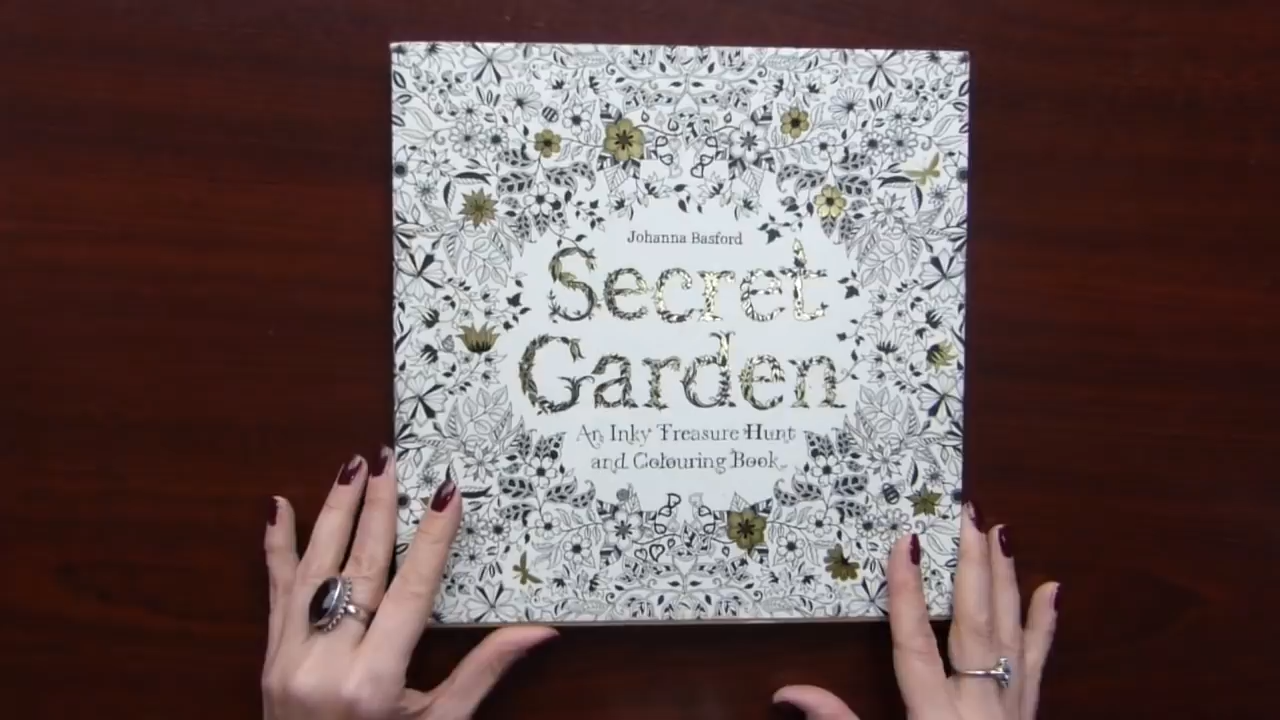 Johanna Basford
Secret
Garden
An Inky Treasure Hunt
and Colouring Book